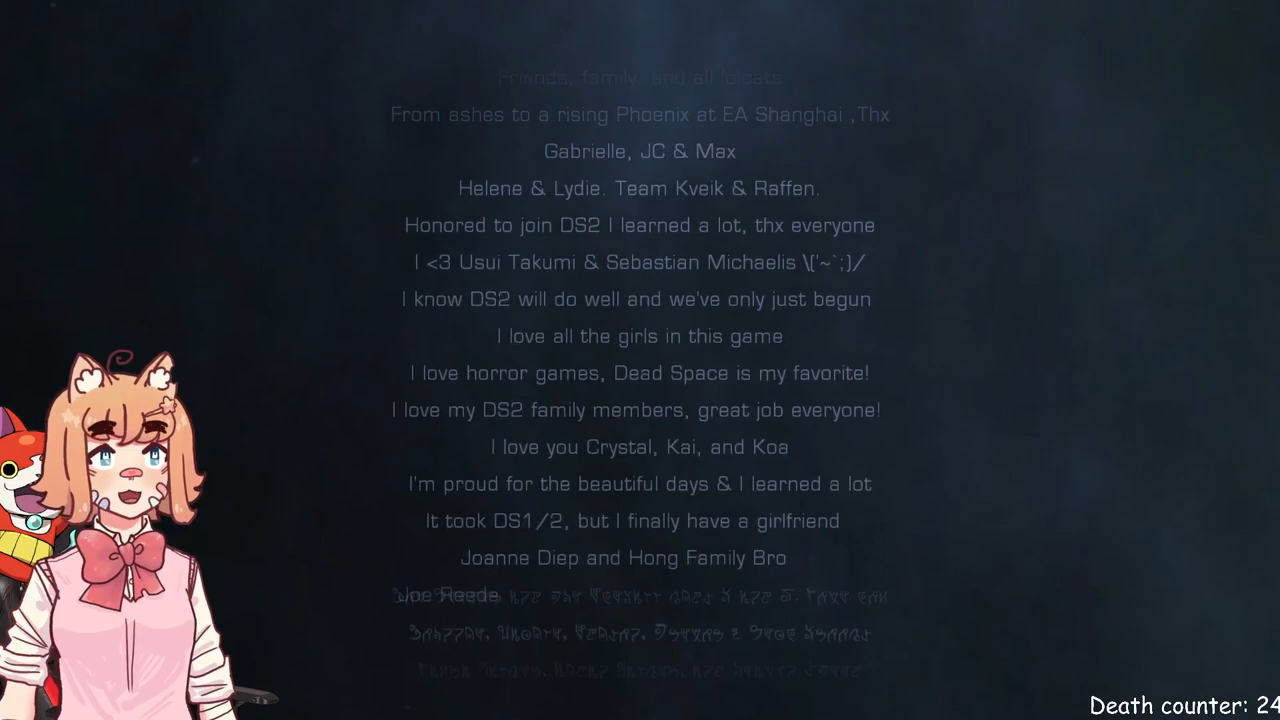 Friends, family, and all lolcats
From ashes to a rising Phoenix at EA Shanghai ,Thx
Gabrielle, JC & Max
Helene & Lydie. Team Kveik & Raffen.
Honored to join DS2 I learned a lot, thx everyone
I <3 Usui Takumi & Sebastian Michaelis \('~`;)/
I know DS2 will do well and we've only just begun
I love all the girls in this game
I love horror games, Dead Space is my favorite!
I love my DS2 family members, great job everyone!
I love you Crystal, Kai, and Koa
I'm proud for the beautiful days & I learned a lot
It took DS1/2, but I finally have a girlfriend
Joanne Diep and Hong Family Bro
Joe Reede
Death counter: 24